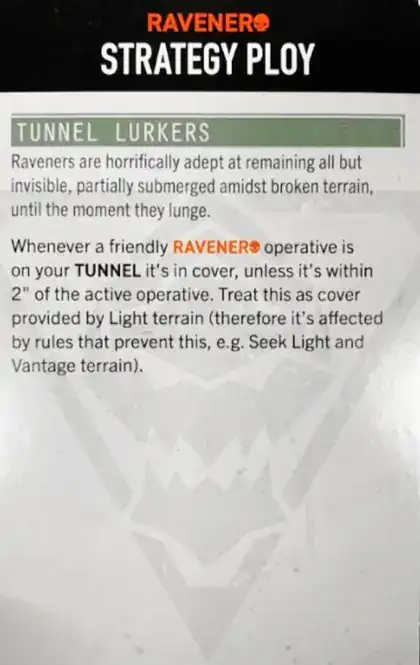 RAVENER
STRATEGY PLOY
TUNNEL LURKERS
Raveners are horrifically adept at remaining all but
invisible, partially submerged amidst broken terrain,
until the moment they lunge.
Whenever a friendly RAVENER operative is
on your TUNNEL it's in cover, unless it's within
2" of the active operative. Treat this as cover
provided by Light terrain (therefore it's affected
by rules that prevent this, e.g. Seek Light and
Vantage terrain).